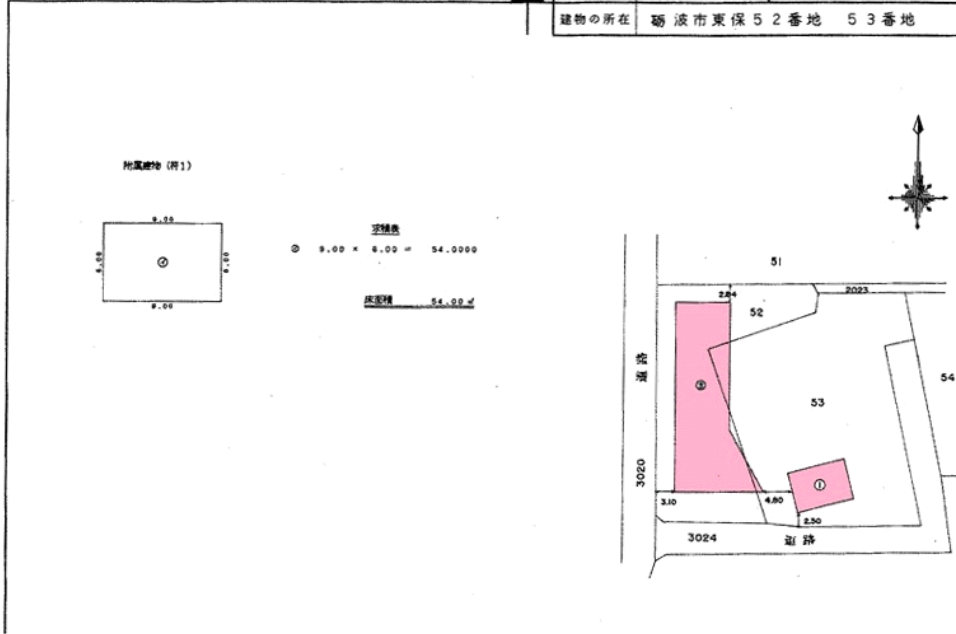 建物の所在 砺波市東保52番地 53番地
附属建物(符1)
9.00
6.00
6.00
9.00
求積表
9.00 × 6.00 = 54.0000
床面積 54.00㎡
51
2023
2.84
52
道路
54
53
3020
①
3.10
4.80
2.50
3024
道路